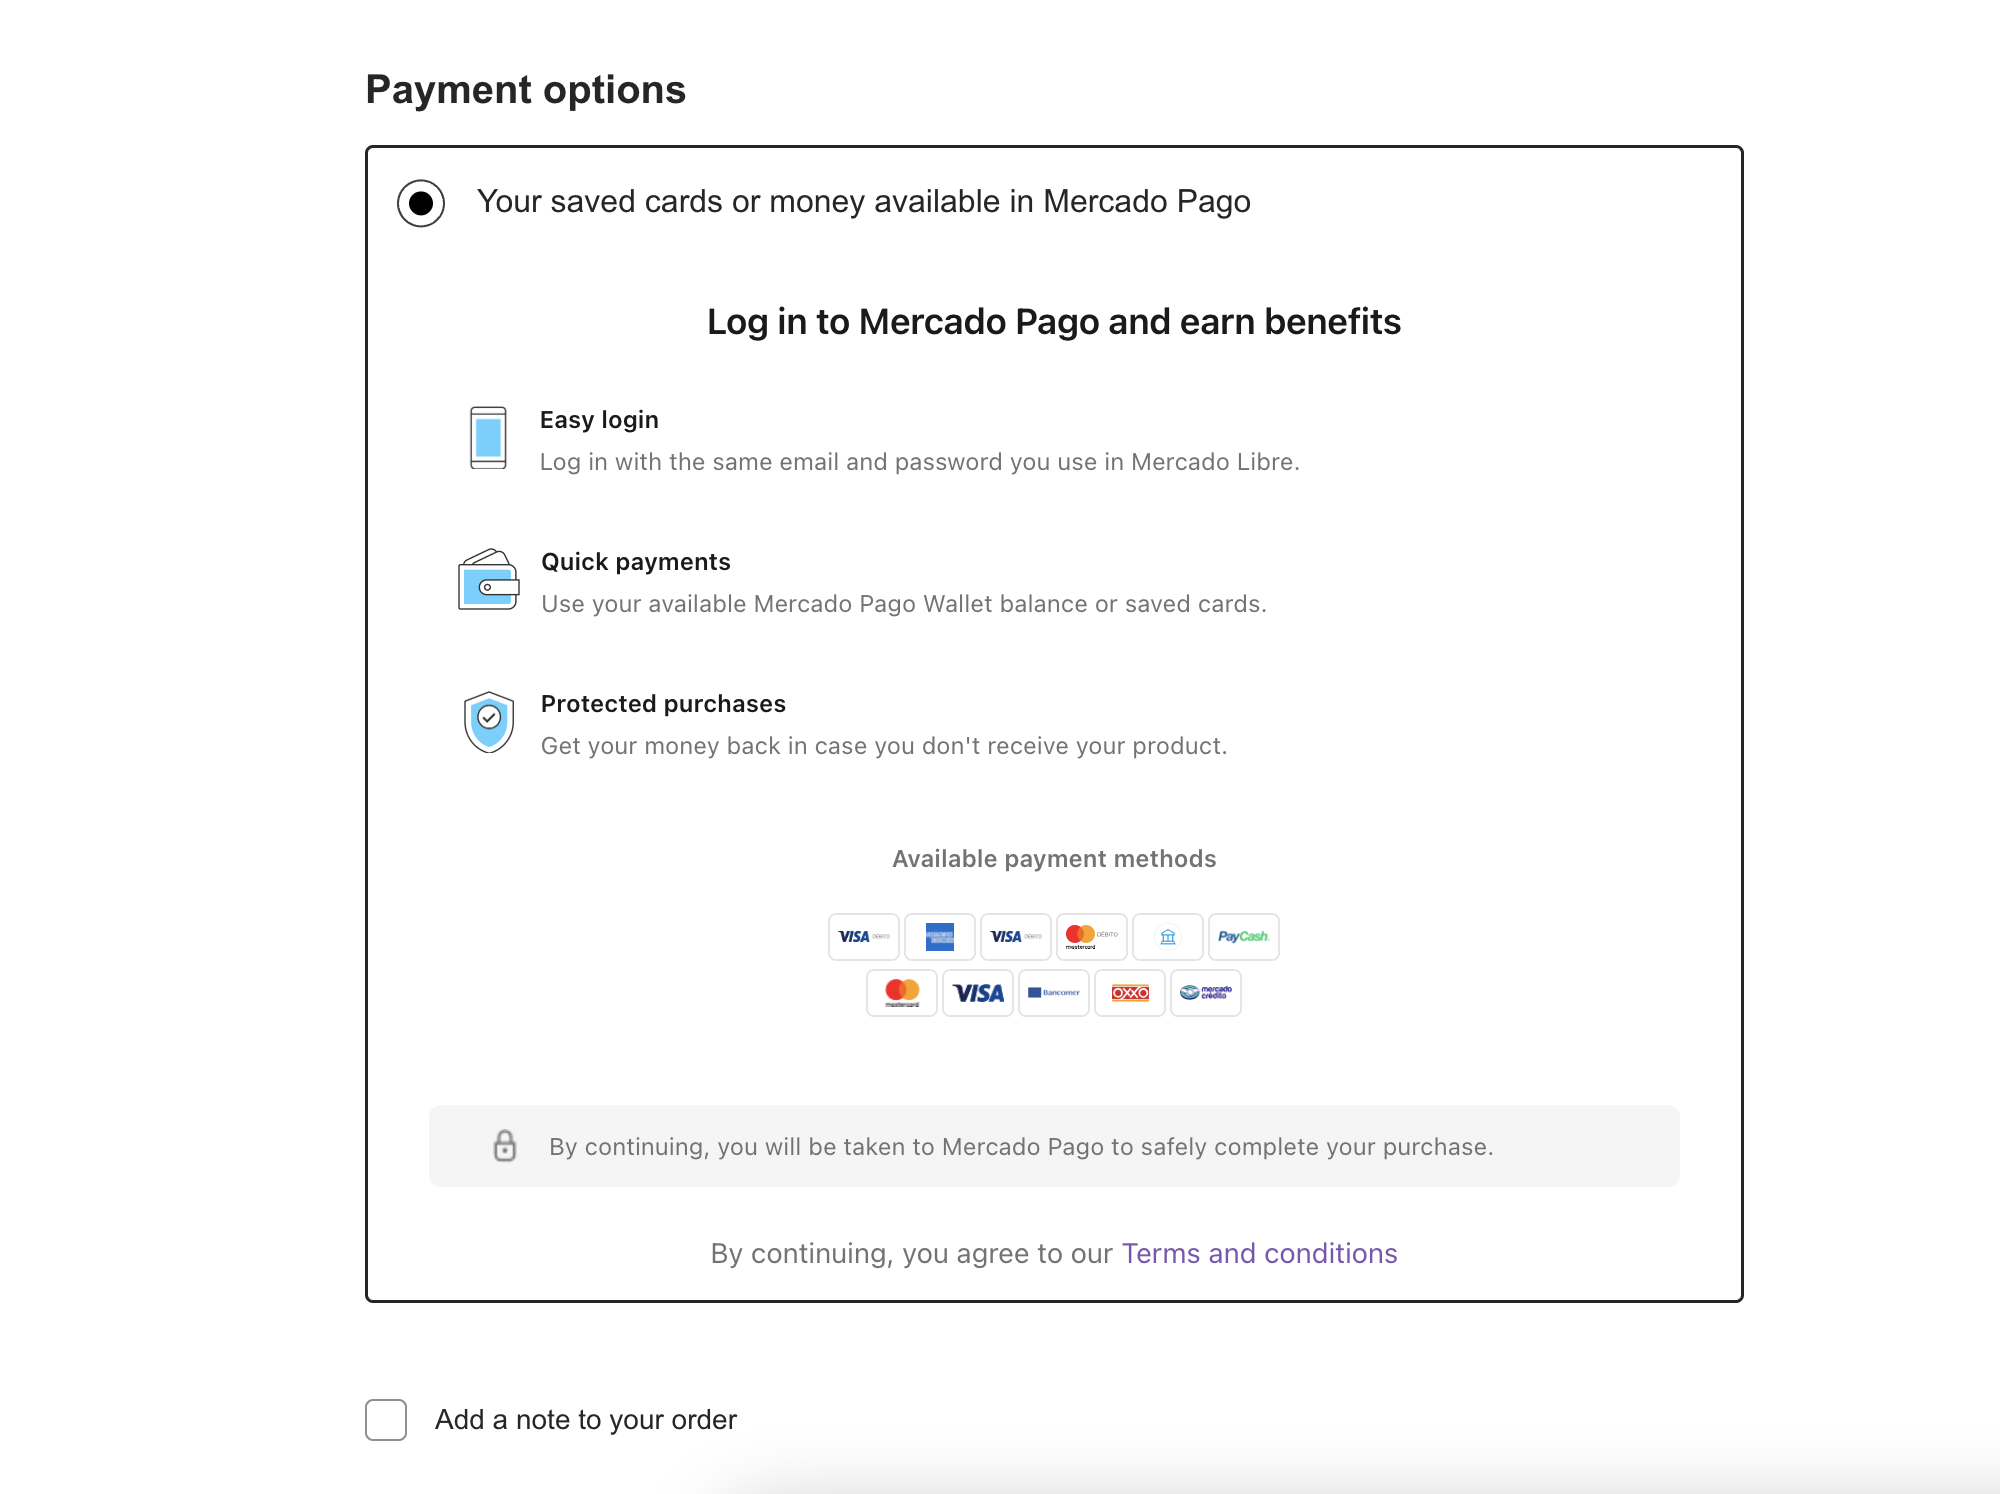 Payment options
Your saved cards or money available in Mercado Pago
Log in to Mercado Pago and earn benefits
Easy login
Log in with the same email and password you use in Mercado Libre.
Quick payments
Use your available Mercado Pago Wallet balance or saved cards.
Protected purchases
Get your money back in case you don't receive your product.
Available payment methods
VISA DEBITO VISA DEBITO mastercard DEBITO PayCash
mastercard VISA Bancomer OXXO mercado crédito
By continuing, you will be taken to Mercado Pago to safely complete your purchase.
By continuing, you agree to our Terms and conditions
Add a note to your order